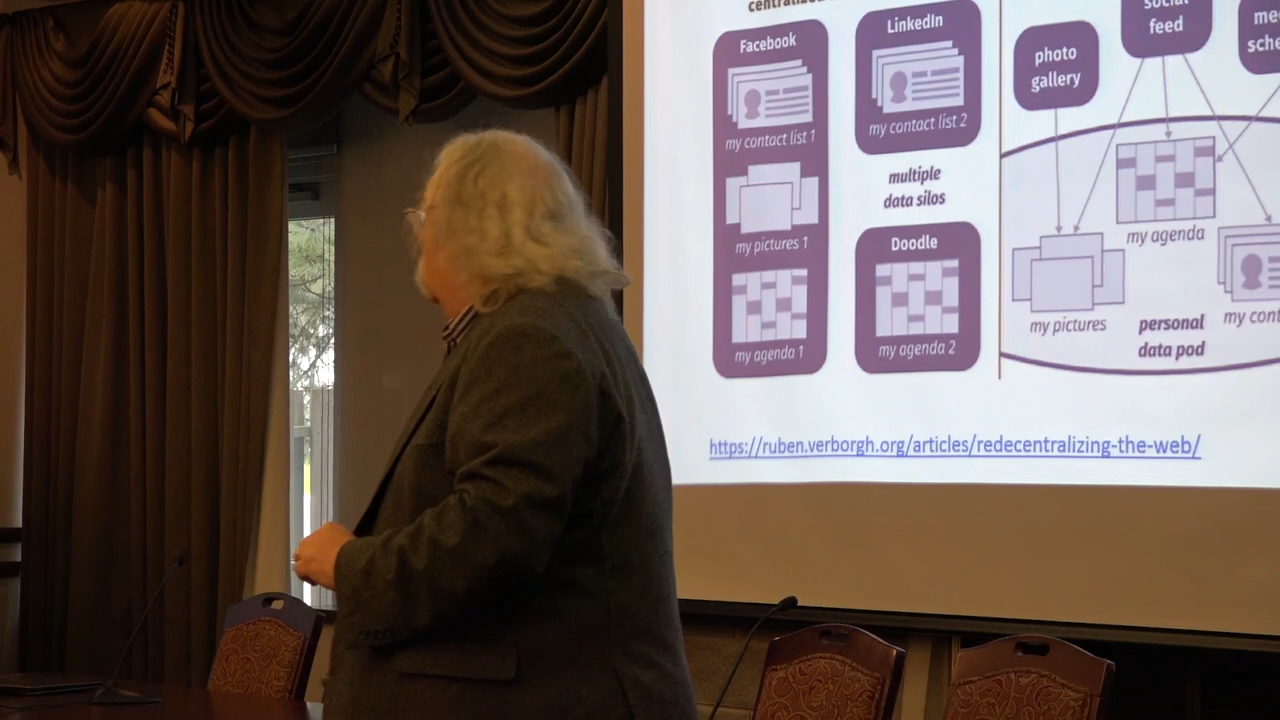 centralized
Facebook
my contact list 1
my pictures 1
my agenda 1
LinkedIn
my contact list 2
multiple
data silos
Doodle
my agenda 2
photo
gallery
social
feed
my agenda
my pictures
personal
data pod
https://ruben.verborgh.org/articles/redecentralizing-the-web/